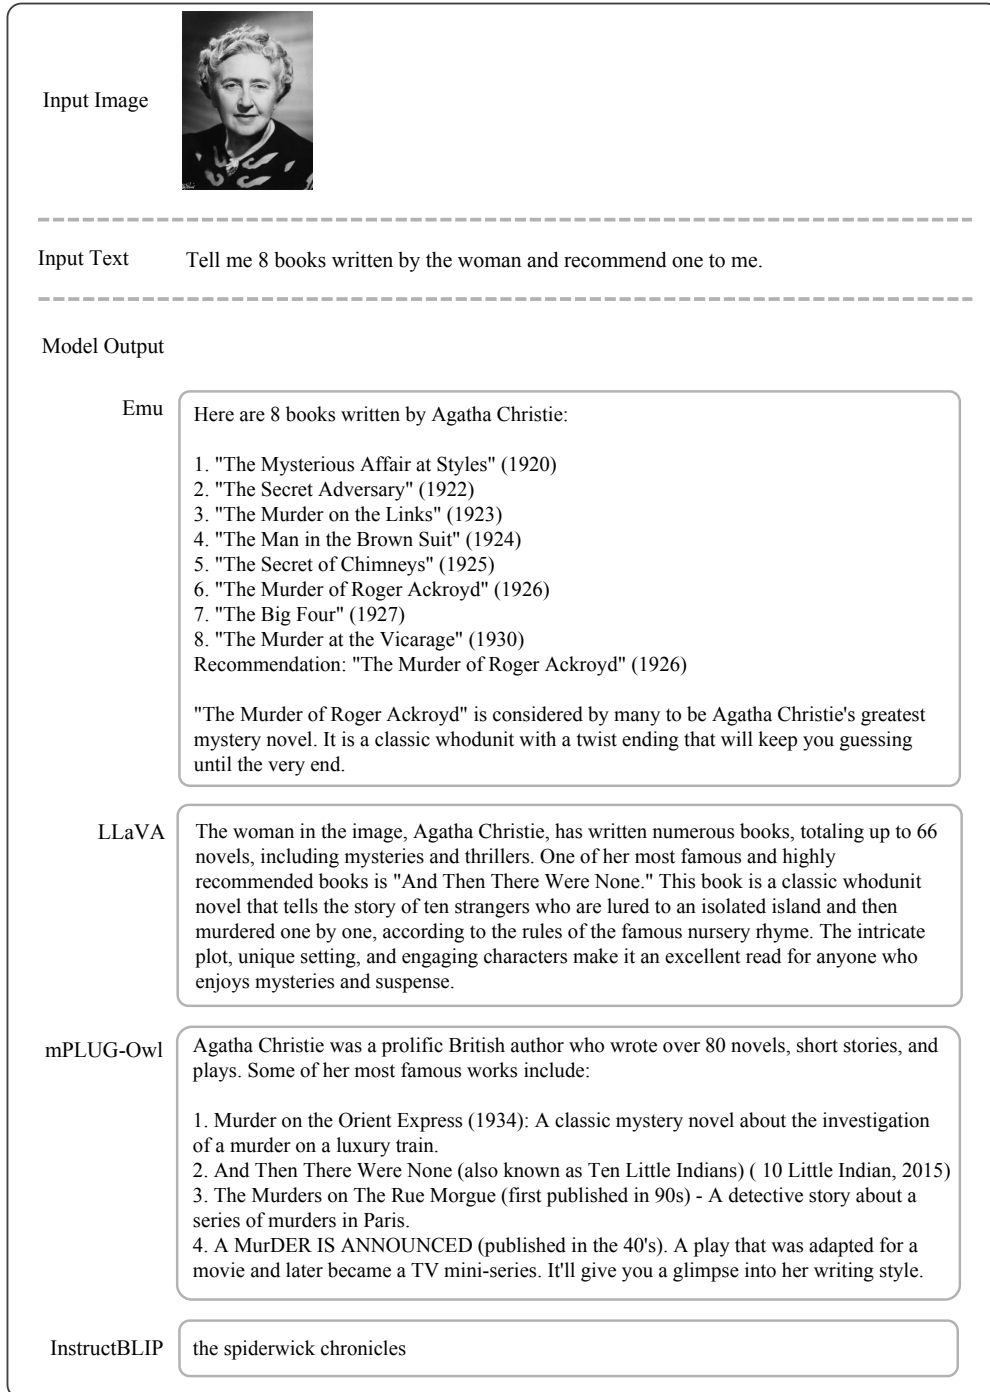 Input Image
Input Text
Tell me 8 books written by the woman and recommend one to me.
Model Output
Emu
Here are 8 books written by Agatha Christie:
1. "The Mysterious Affair at Styles" (1920)
2. "The Secret Adversary" (1922)
3. "The Murder on the Links" (1923)
4. "The Man in the Brown Suit" (1924)
5. "The Secret of Chimneys" (1925)
6. "The Murder of Roger Ackroyd" (1926)
7. "The Big Four" (1927)
8. "The Murder at the Vicarage" (1930)
Recommendation: "The Murder of Roger Ackroyd" (1926)
"The Murder of Roger Ackroyd" is considered by many to be Agatha Christie's greatest
mystery novel. It is a classic whodunit with a twist ending that will keep you guessing
until the very end.
LLaVA
The woman in the image, Agatha Christie, has written numerous books, totaling up to 66
novels, including mysteries and thrillers. One of her most famous and highly
recommended books is "And Then There Were None." This book is a classic whodunit
novel that tells the story of ten strangers who are lured to an isolated island and then
murdered one by one, according to the rules of the famous nursery rhyme. The intricate
plot, unique setting, and engaging characters make it an excellent read for anyone who
enjoys mysteries and suspense.
mPLUG-Owl
Agatha Christie was a prolific British author who wrote over 80 novels, short stories, and
plays. Some of her most famous works include:
1. Murder on the Orient Express (1934): A classic mystery novel about the investigation
of a murder on a luxury train.
2. And Then There Were None (also known as Ten Little Indians) ( 10 Little Indian, 2015)
3. The Murders on The Rue Morgue (first published in 90s) - A detective story about a
series of murders in Paris.
4. A MurDER IS ANNOUNCED (published in the 40's). A play that was adapted for a
movie and later became a TV mini-series. It'll give you a glimpse into her writing style.
InstructBLIP
the spiderwick chronicles